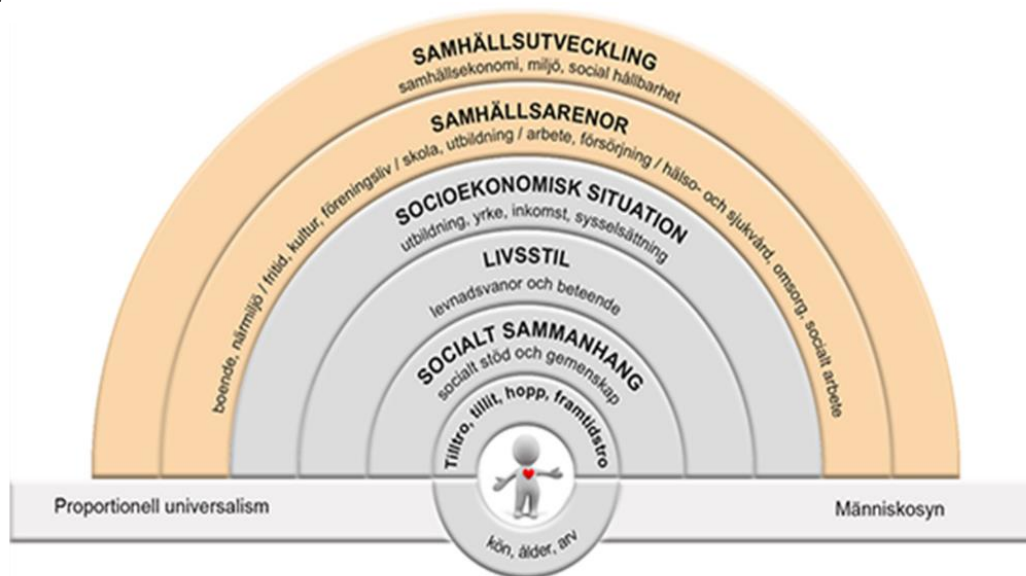 SAMHÄLLSUTVECKLING
samhällsekonomi, miljö, social hållbarhet
SAMHÄLLSARENOR
boende, närmiljö / fritid, kultur, föreningsliv / skola, utbildning / arbete, försörjning / hälso- och sjukvård, omsorg, socialt arbete
SOCIOEKONOMISK SITUATION
utbildning, yrke, inkomst, sysselsättning
LIVSSTIL
levnadsvanor och beteende
SOCIALT SAMMANHANG
socialt stöd och gemenskap
Tilltro, tillit, hopp, framtidstro
Proportionell universalism
Människosyn
kön, ålder, arv